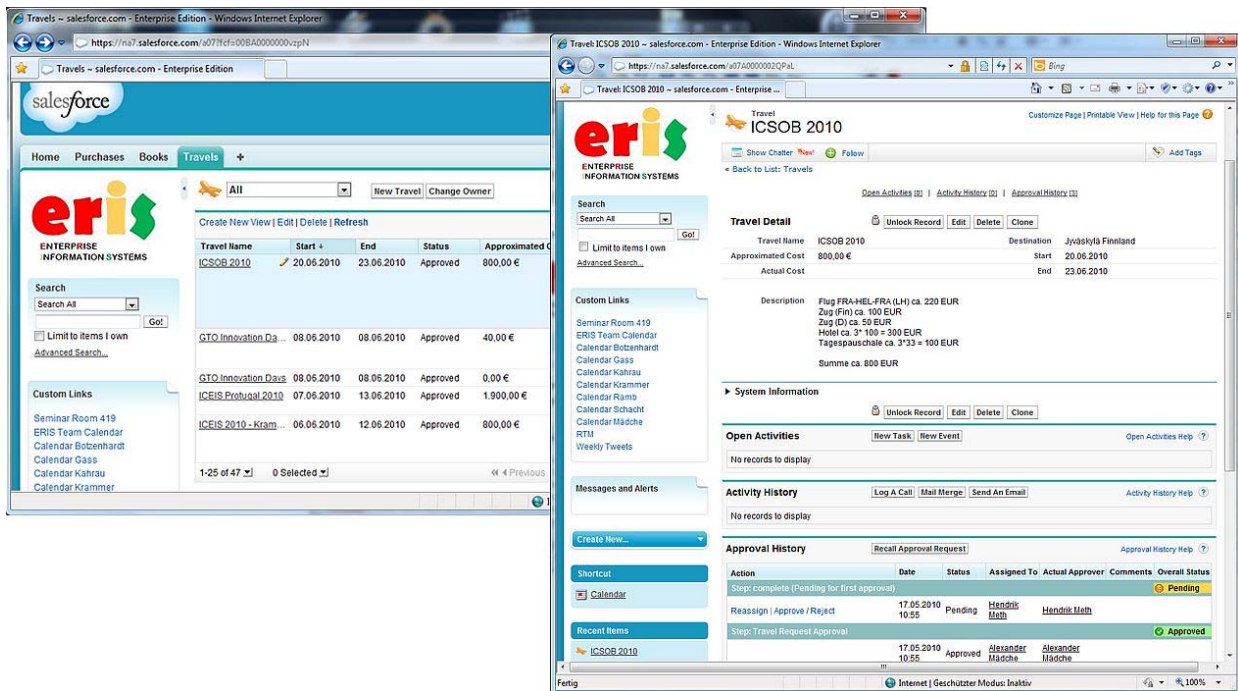 Travels ~ salesforce.com - Enterprise Edition - Windows Internet Explorer
https://na7.salesforce.com/a07?fcf=00BA0000000vzpN
Travels ~ salesforce.com - Enterprise Edition
salesforce
Home Purchases Books Travels +
eris
ENTERPRISE
INFORMATION SYSTEMS
Search
Search All
Go!
Limit to items I own
Advanced Search...
Custom Links
Seminar Room 419
ERIS Team Calendar
Calendar Botzenhardt
Calendar Gass
Calendar Kahrau
Calendar Krammer
All New Travel Change Owner
Create New View | Edit | Delete | Refresh
Travel Name Start End Status Approximated
ICSOB 2010 20.06.2010 23.06.2010 Approved 800,00 €
GTO Innovation Da... 08.06.2010 08.06.2010 Approved 40,00 €
GTO Innovation Days 08.06.2010 08.06.2010 Approved 0,00 €
ICEIS Protugal 2010 07.06.2010 13.06.2010 Approved 1.900,00 €
ICEIS 2010 - Kram... 06.06.2010 12.06.2010 Approved 800,00 €
1-25 of 47 0 Selected Previous
Travel: ICSOB 2010 ~ salesforce.com - Enterprise Edition - Windows Internet Explorer
https://na7.salesforce.com/a07A0000002QPaL Bing
Travel: ICSOB 2010 ~ salesforce.com - Enterprise ...
eris
ENTERPRISE
INFORMATION SYSTEMS
Search
Search All
Go!
Limit to items I own
Advanced Search...
Custom Links
Seminar Room 419
ERIS Team Calendar
Calendar Botzenhardt
Calendar Gass
Calendar Kahrau
Calendar Krammer
Calendar Ramb
Calendar Schacht
Calendar Mädche
RTM
Weekly Tweets
Messages and Alerts
Create New...
Shortcut
Calendar
Recent Items
ICSOB 2010
Travel
ICSOB 2010
Customize Page | Printable View | Help for this Page
Show Chatter New! Follow Add Tags
« Back to List: Travels
Open Activities [0] | Activity History [0] | Approval History [3]
Travel Detail Unlock Record Edit Delete Clone
Travel Name ICSOB 2010 Destination Jyväskylä Finnland
Approximated Cost 800,00 € Start 20.06.2010
Actual Cost End 23.06.2010
Description Flug FRA-HEL-FRA (LH) ca. 220 EUR
Zug (Fin) ca. 100 EUR
Zug (D) ca. 50 EUR
Hotel ca. 3* 100 = 300 EUR
Tagespauschale ca. 3*33 = 100 EUR
Summe ca. 800 EUR
System Information
Unlock Record Edit Delete Clone
Open Activities New Task New Event Open Activities Help ?
No records to display
Activity History Log A Call Mail Merge Send An Email Activity History Help ?
No records to display
Approval History Recall Approval Request Approval History Help ?
Action Date Status Assigned To Actual Approver Comments Overall Status
Step: complete (Pending for first approval) Pending
Reassign | Approve / Reject 17.05.2010 10:55 Pending Hendrik Meth Hendrik Meth
Step: Travel Request Approval Approved
17.05.2010 10:55 Approved Alexander Mädche Alexander Mädche
Fertig Internet | Geschützter Modus: Inaktiv 100%